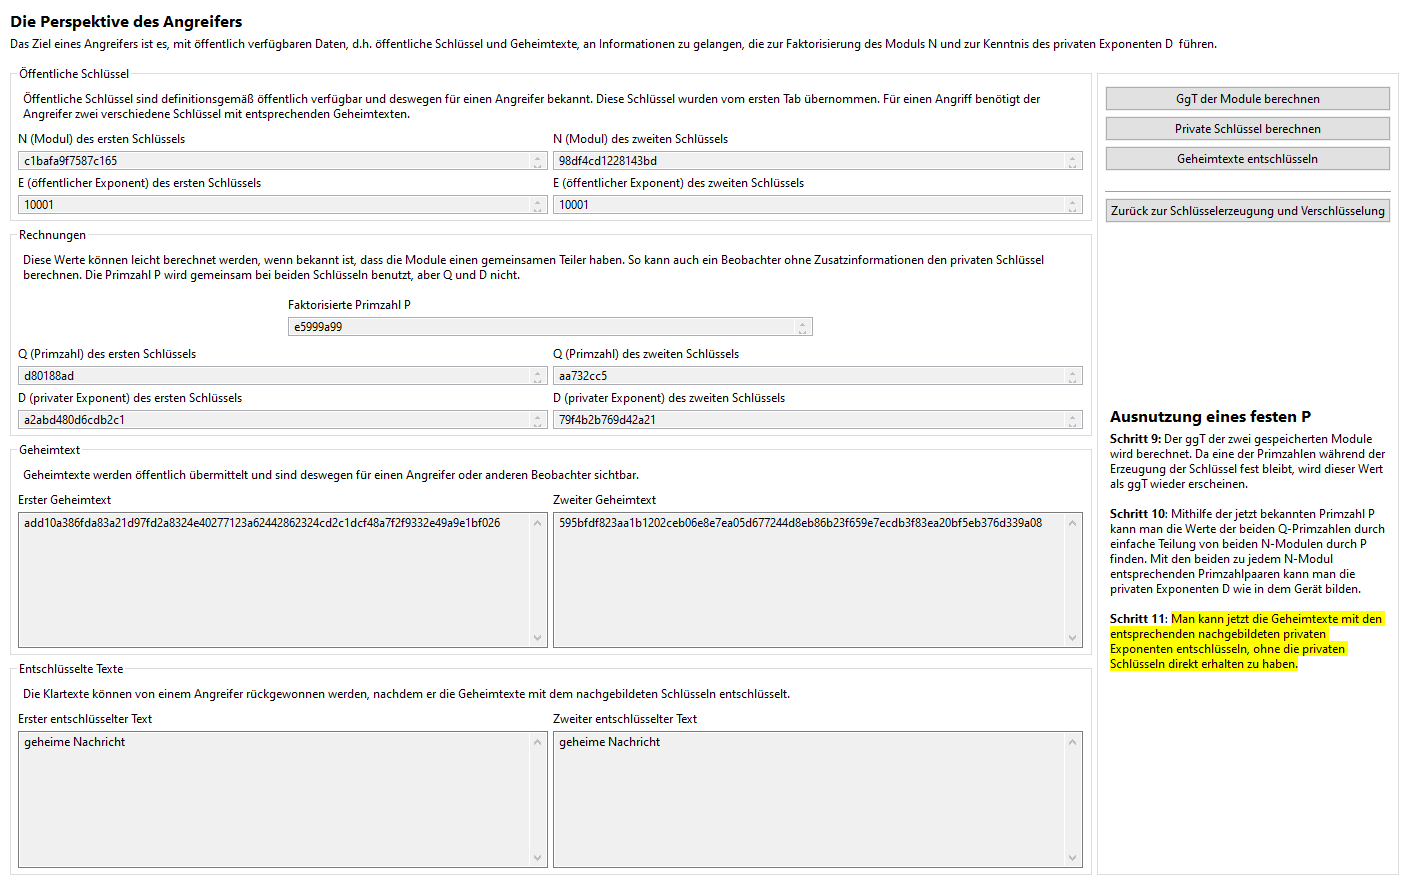 Die Perspektive des Angreifers
Das Ziel eines Angreifers ist es, mit öffentlich verfügbaren Daten, d.h. öffentliche Schlüssel und Geheimtexte, an Informationen zu gelangen, die zur Faktorisierung des Moduls N und zur Kenntnis des privaten Exponenten D  führen.
Öffentliche Schlüssel
Öffentliche Schlüssel sind definitionsgemäß öffentlich verfügbar und deswegen für einen Angreifer bekannt. Diese Schlüssel wurden vom ersten Tab übernommen. Für einen Angriff benötigt der
Angreifer zwei verschiedene Schlüssel mit entsprechenden Geheimtexten.
N (Modul) des ersten Schlüssels
c1bafa9f7587c165
N (Modul) des zweiten Schlüssels
98df4cd1228143bd
E (öffentlicher Exponent) des ersten Schlüssels
10001
E (öffentlicher Exponent) des zweiten Schlüssels
10001
Rechnungen
Diese Werte können leicht berechnet werden, wenn bekannt ist, dass die Module einen gemeinsamen Teiler haben. So kann auch ein Beobachter ohne Zusatzinformationen den privaten Schlüssel
berechnen. Die Primzahl P wird gemeinsam bei beiden Schlüsseln benutzt, aber Q und D nicht.
Faktorisierte Primzahl P
e5999a99
Q (Primzahl) des ersten Schlüssels
d80188ad
Q (Primzahl) des zweiten Schlüssels
aa732cc5
D (privater Exponent) des ersten Schlüssels
a2abd480d6cdb2c1
D (privater Exponent) des zweiten Schlüssels
79f4b2b769d42a21
Geheimtext
Geheimtexte werden öffentlich übermittelt und sind deswegen für einen Angreifer oder anderen Beobachter sichtbar.
Erster Geheimtext
add10a386fda83a21d97fd2a8324e40277123a62442862324cd2c1dcf48a7f2f9332e49a9e1bf026
Zweiter Geheimtext
595bfdf823aa1b1202ceb06e8e7ea05d677244d8eb86b23f659e7ecdb3f83ea20bf5eb376d339a08
Entschlüsselte Texte
Die Klartexte können von einem Angreifer rückgewonnen werden, nachdem er die Geheimtexte mit dem nachgebildeten Schlüsseln entschlüsselt.
Erster entschlüsselter Text
geheime Nachricht
Zweiter entschlüsselter Text
geheime Nachricht
GgT der Module berechnen
Private Schlüssel berechnen
Geheimtexte entschlüsseln
Zurück zur Schlüsselerzeugung und Verschlüsselung
Ausnutzung eines festen P
Schritt 9: Der ggT der zwei gespeicherten Module
wird berechnet. Da eine der Primzahlen während der
Erzeugung der Schlüssel fest bleibt, wird dieser Wert
als ggT wieder erscheinen.
Schritt 10: Mithilfe der jetzt bekannten Primzahl P
kann man die Werte der beiden Q-Primzahlen durch
einfache Teilung von beiden N-Modulen durch P
finden. Mit den beiden zu jedem N-Modul
entsprechenden Primzahlpaaren kann man die
privaten Exponenten D wie in dem Gerät bilden.
Schritt 11: Man kann jetzt die Geheimtexte mit den
entsprechenden nachgebildeten privaten
Exponenten entschlüsseln, ohne die privaten
Schlüsseln direkt erhalten zu haben.